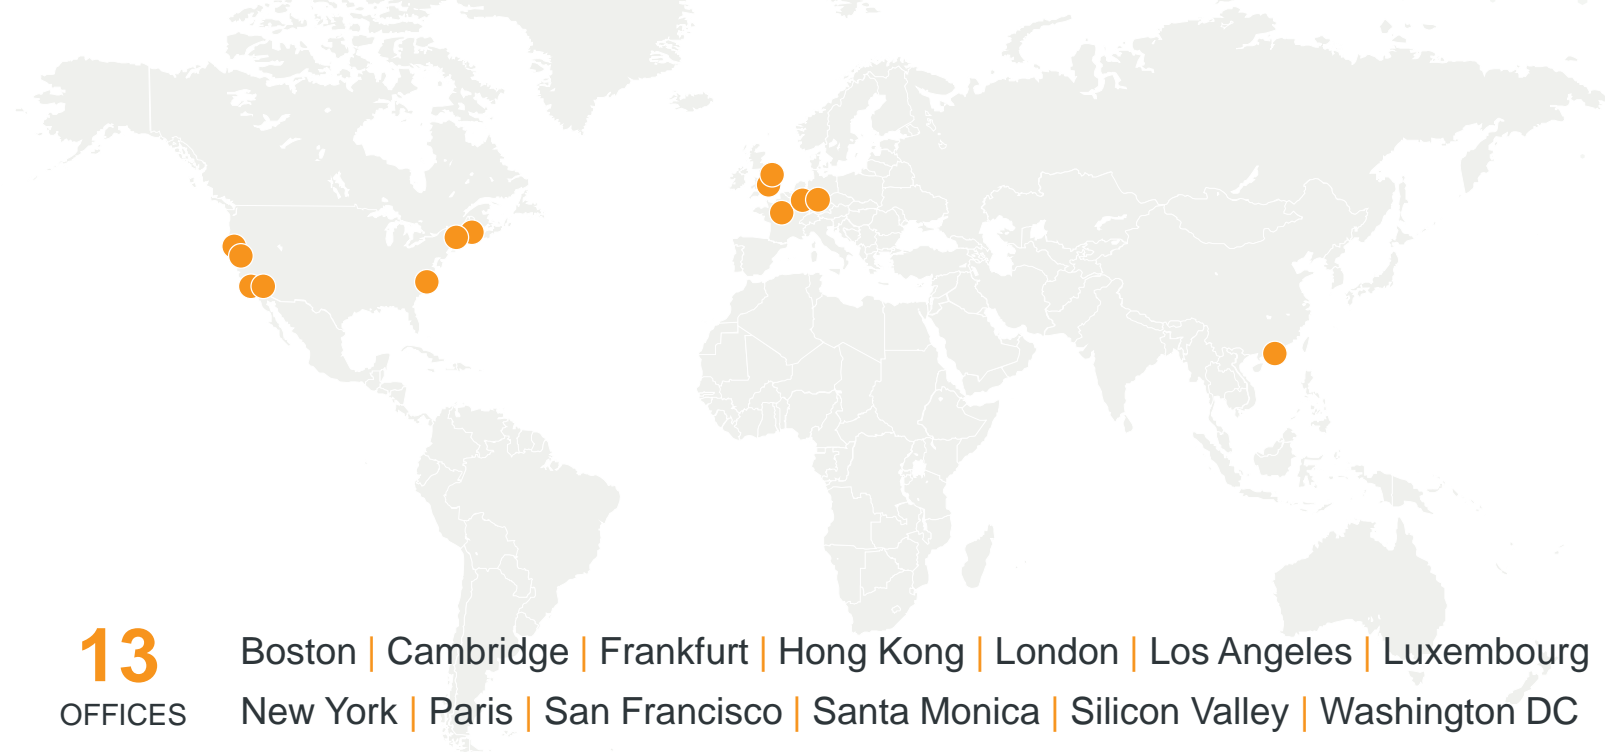 13
OFFICES
Boston | Cambridge | Frankfurt | Hong Kong | London | Los Angeles | Luxembourg
New York | Paris | San Francisco | Santa Monica | Silicon Valley | Washington DC